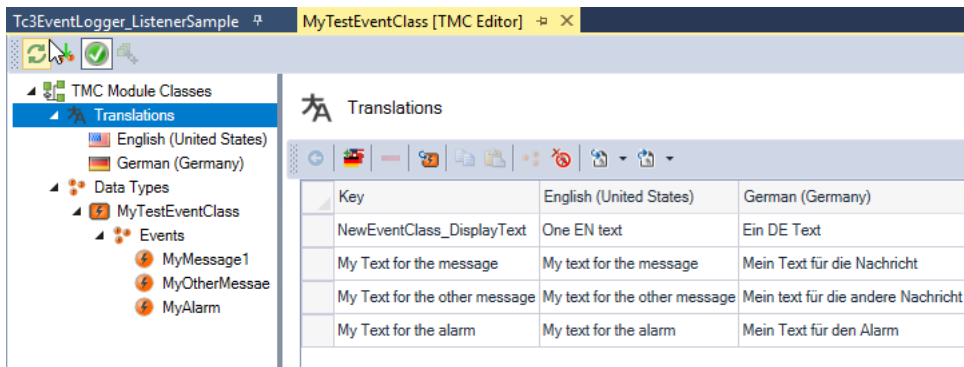 Tc3EventLogger_ListenerSample
MyTestEventClass [TMC Editor]
TMC Module Classes
Translations
English (United States)
German (Germany)
Data Types
MyTestEventClass
Events
MyMessage1
MyOtherMessae
MyAlarm
Translations
Key English (United States) German (Germany)
NewEventClass_DisplayText One EN text Ein DE Text
My Text for the message My text for the message Mein Text für die Nachricht
My Text for the other message My text for the other message Mein text für die andere Nachricht
My Text for the alarm My text for the alarm Mein Text für den Alarm